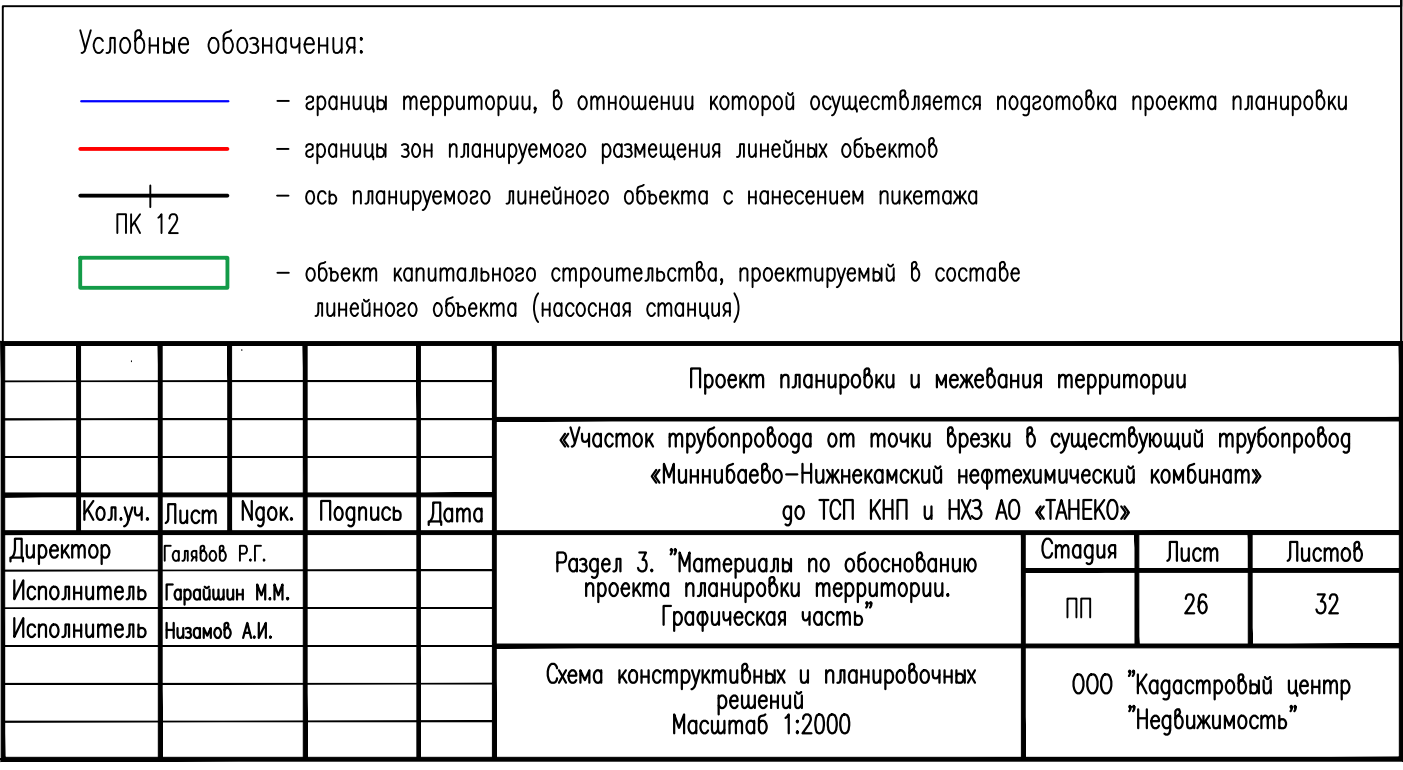 Условные обозначения:
– границы территории, в отношении которой осуществляется подготовка проекта планировки
– границы зон планируемого размещения линейных объектов
– ось планируемого линейного объекта с нанесением пикетажа
ПК 12
– объект капитального строительства, проектируемый в составе
линейного объекта (насосная станция)
Проект планировки и межевания территории
«Участок трубопровода от точки врезки в существующий трубопровод
«Миннибаево–Нижнекамский нефтехимический комбинат»
до ТСП КНП и НХЗ АО «ТАНЕКО»
Кол.уч. Лист Nдок. Подпись Дата
Директор Галявов Р.Г.
Исполнитель Гарайшин М.М.
Исполнитель Низамов А.И.
Раздел 3. "Материалы по обоснованию
проекта планировки территории.
Графическая часть"
Стадия Лист Листов
ПП 26 32
Схема конструктивных и планировочных
решений
Масштаб 1:2000
ООО "Кадастровый центр
"Недвижимость"